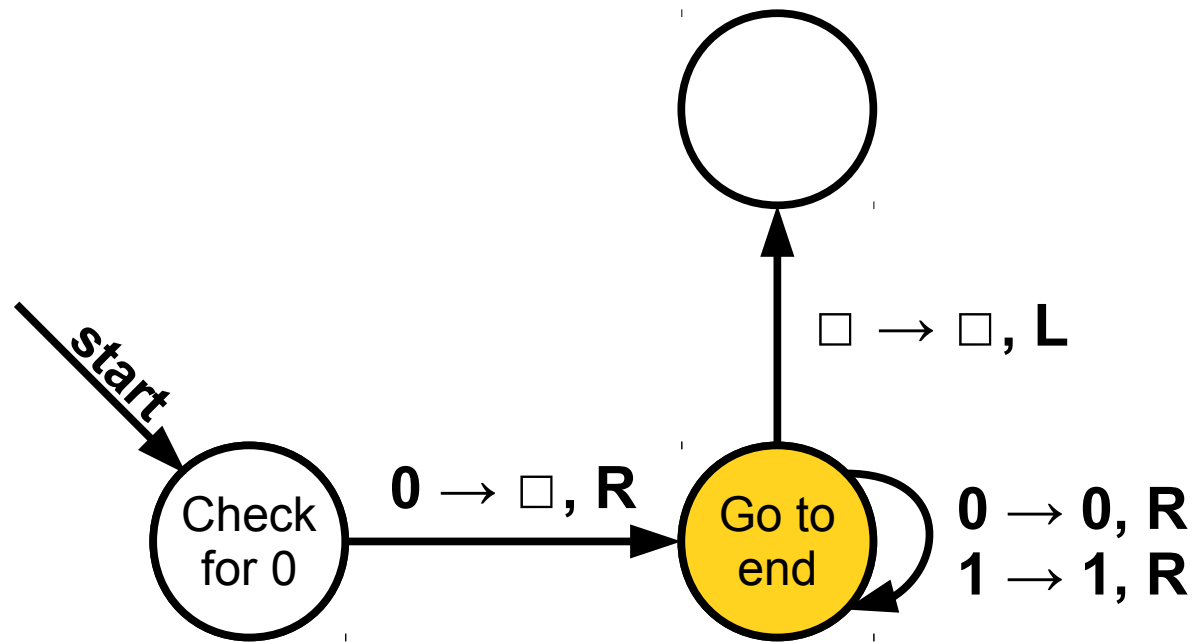 □ → □, L
start
Check
for 0
0 → □, R
Go to
end
0 → 0, R
1 → 1, R